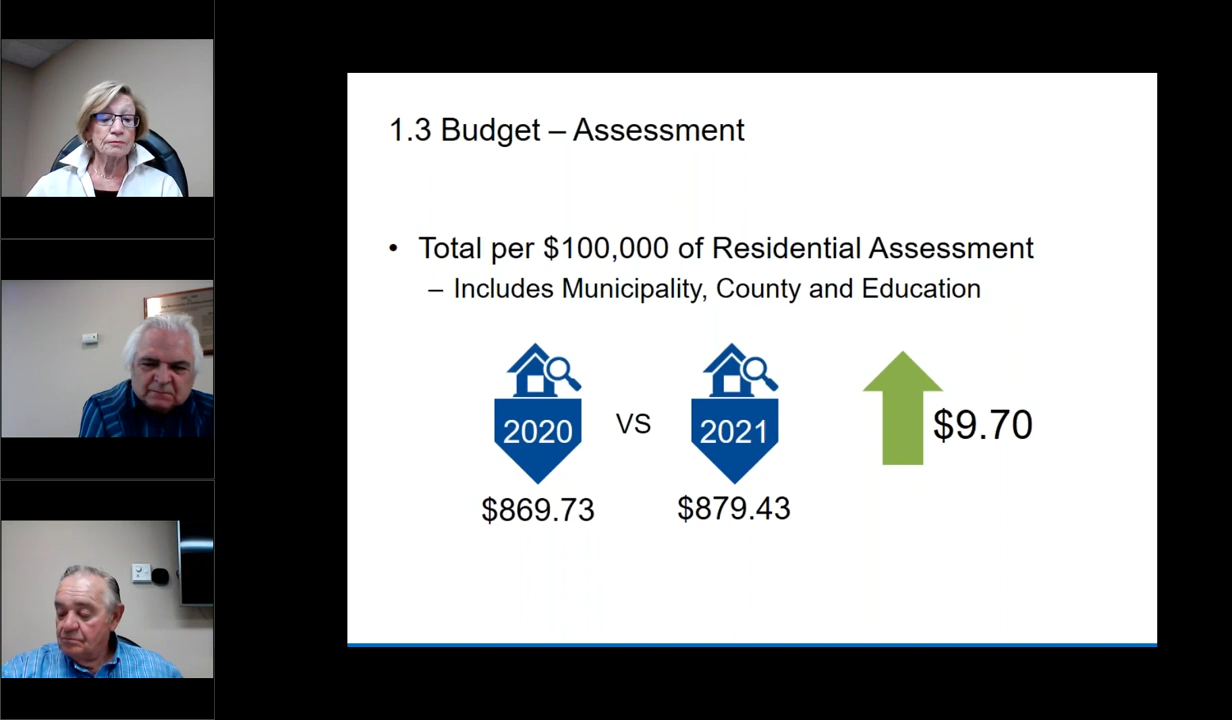 1.3 Budget – Assessment
• Total per $100,000 of Residential Assessment
– Includes Municipality, County and Education
2020 VS 2021 $9.70
$869.73 $879.43